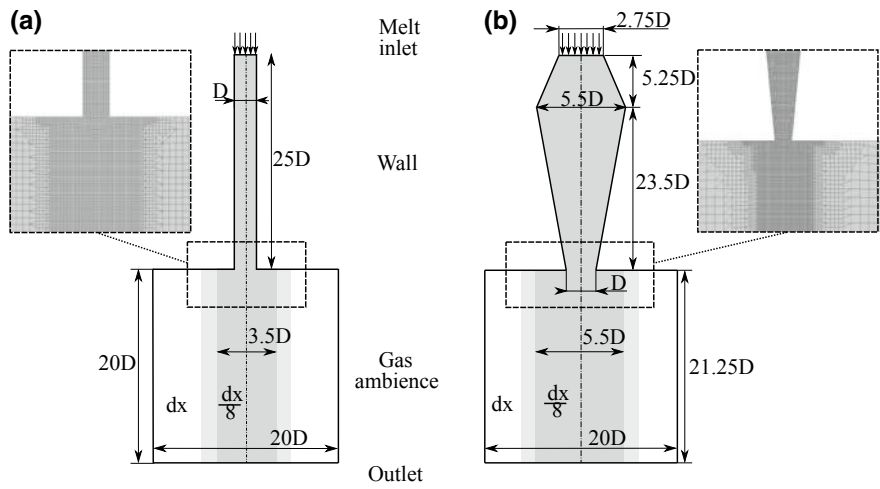 (a)
Melt
inlet
(b)
2.75D
D
5.25D
5.5D
25D
Wall
23.5D
D
3.5D
5.5D
20D
Gas
ambience
21.25D
dx
dx
8
dx
dx
8
20D
20D
Outlet